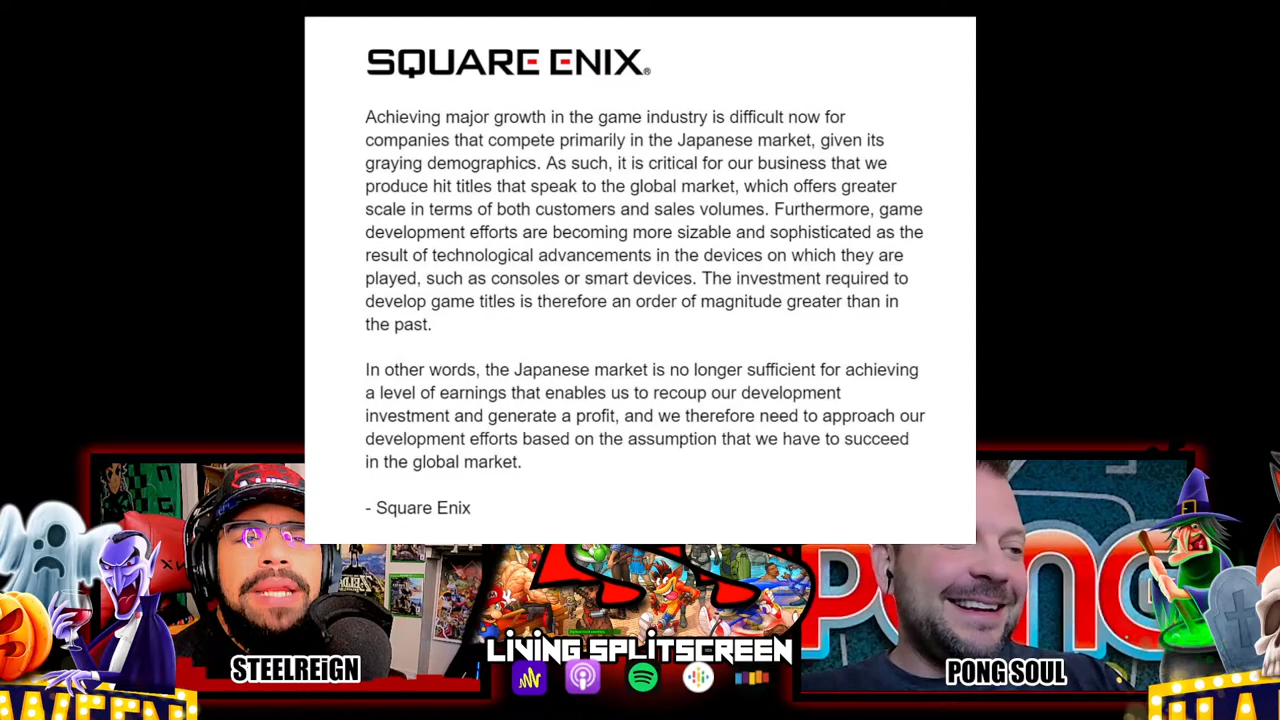 SQUARE ENIX®
Achieving major growth in the game industry is difficult now for
companies that compete primarily in the Japanese market, given its
graying demographics. As such, it is critical for our business that we
produce hit titles that speak to the global market, which offers greater
scale in terms of both customers and sales volumes. Furthermore, game
development efforts are becoming more sizable and sophisticated as the
result of technological advancements in the devices on which they are
played, such as consoles or smart devices. The investment required to
develop game titles is therefore an order of magnitude greater than in
the past.
In other words, the Japanese market is no longer sufficient for achieving
a level of earnings that enables us to recoup our development
investment and generate a profit, and we therefore need to approach our
development efforts based on the assumption that we have to succeed
in the global market.
- Square Enix
ZELDA
PONG
LiViNG SPLiTSCREEN
STEELREiGN
PONG SOUL
WEEN
HA